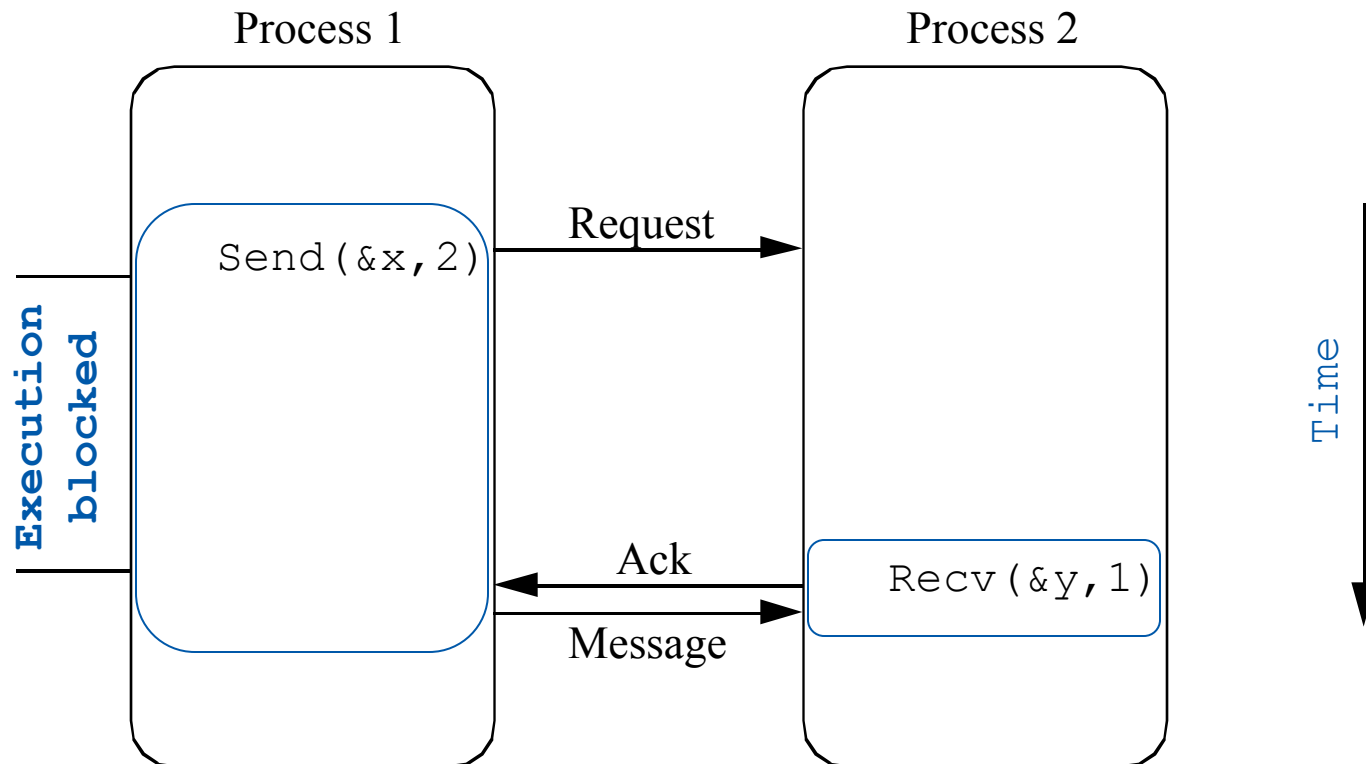 Process 1
Process 2
Request
Send(&x,2)
Execution
blocked
Time
Ack
Recv(&y,1)
Message